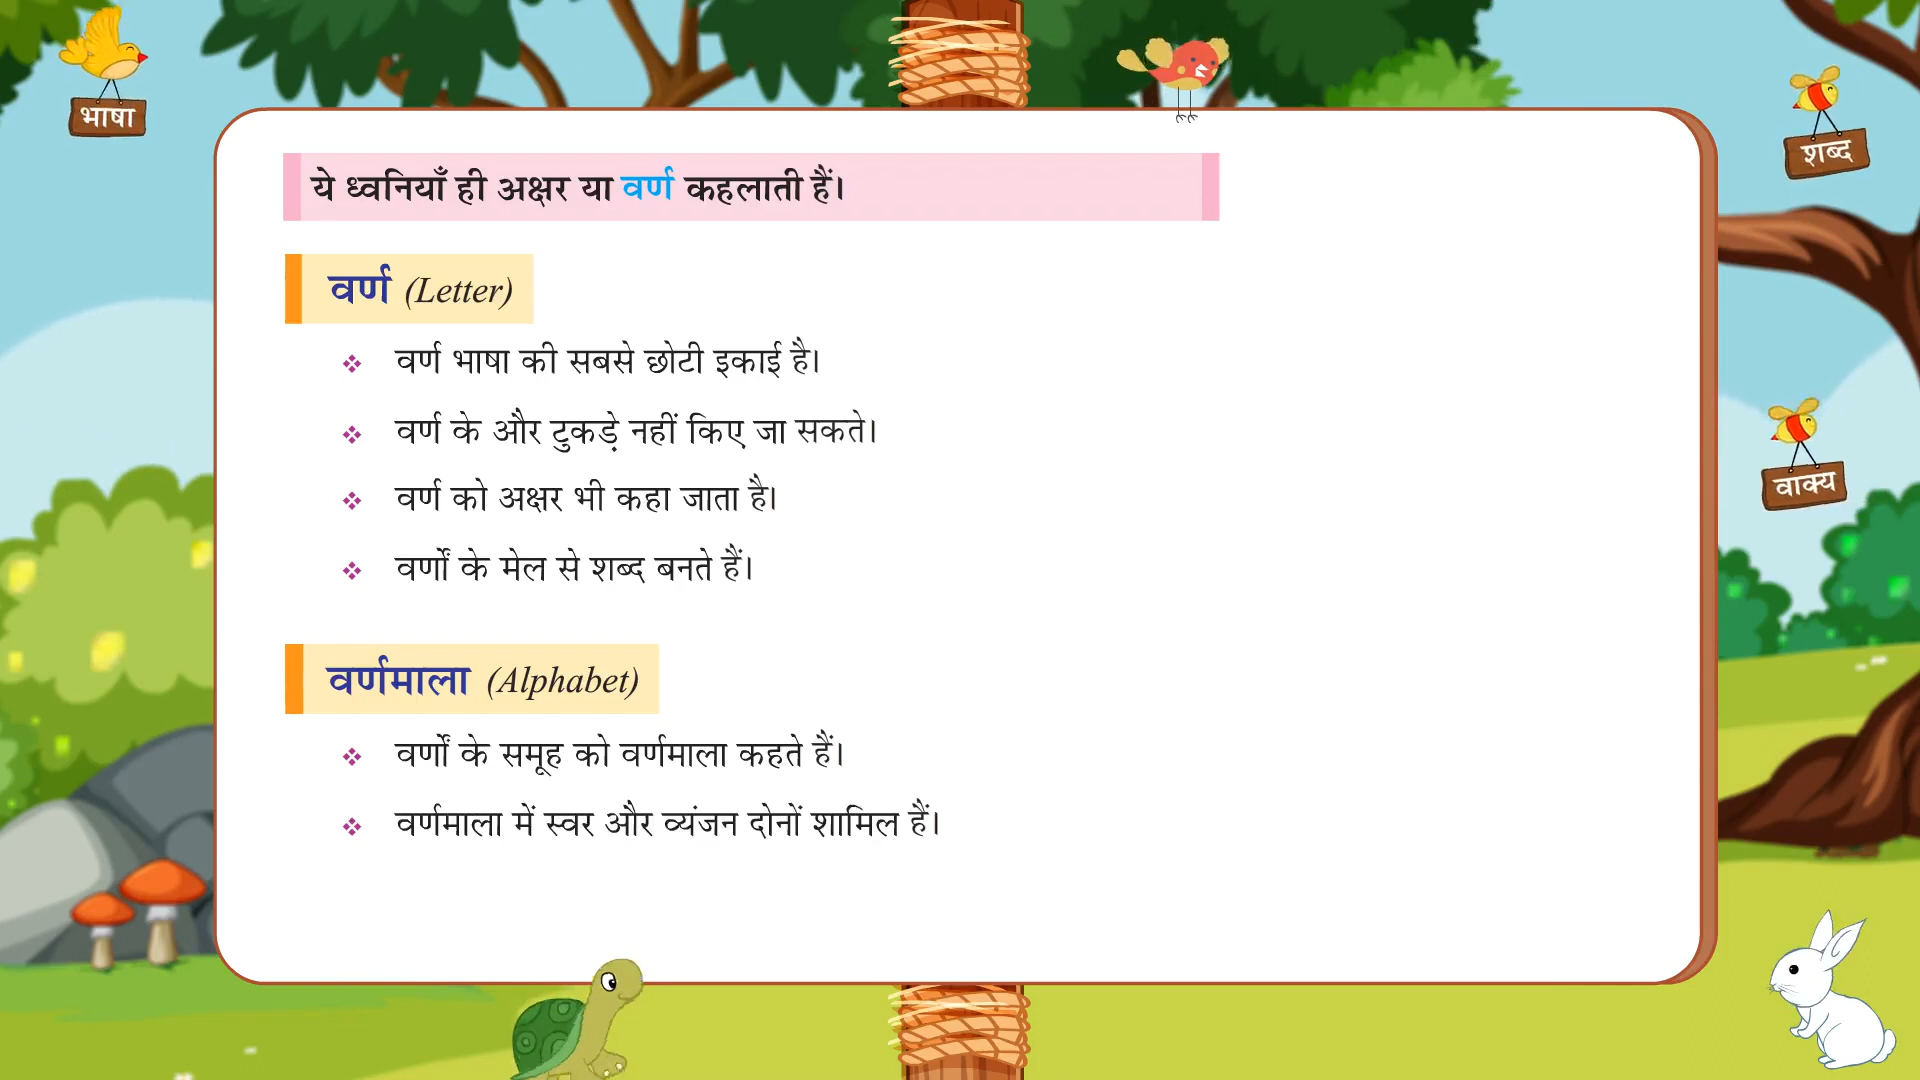 भाषा
शब्द
वाक्य
ये ध्वनियाँ ही अक्षर या वर्ण कहलाती हैं।
वर्ण (Letter)
वर्ण भाषा की सबसे छोटी इकाई है।
वर्ण के और टुकड़े नहीं किए जा सकते।
वर्ण को अक्षर भी कहा जाता है।
वर्णों के मेल से शब्द बनते हैं।
वर्णमाला (Alphabet)
वर्णों के समूह को वर्णमाला कहते हैं।
वर्णमाला में स्वर और व्यंजन दोनों शामिल हैं।